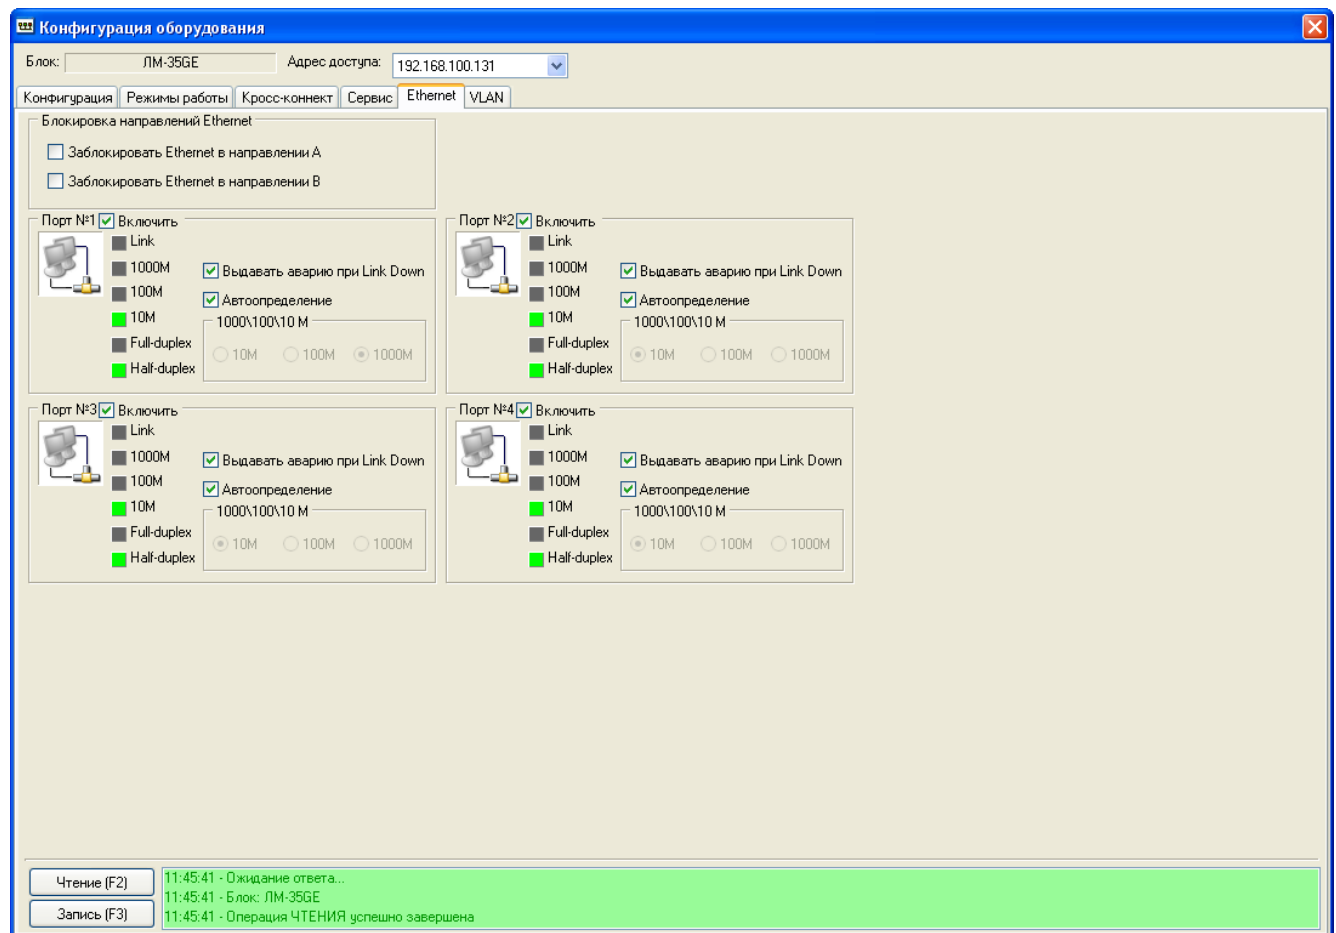 Конфигурация оборудования
Блок: ЛМ-35GE Адрес доступа: 192.168.100.131
Конфигурация Режимы работы Кросс-коннект Сервис Ethernet VLAN
Блокировка направлений Ethernet
Заблокировать Ethernet в направлении А
Заблокировать Ethernet в направлении В
Порт №1 Включить
Link
1000M
Выдавать аварию при Link Down
100M
Автоопределение
10M
1000\100\10 M
Full-duplex
10M 100M 1000M
Half-duplex
Порт №2 Включить
Link
1000M
Выдавать аварию при Link Down
100M
Автоопределение
10M
1000\100\10 M
Full-duplex
10M 100M 1000M
Half-duplex
Порт №3 Включить
Link
1000M
Выдавать аварию при Link Down
100M
Автоопределение
10M
1000\100\10 M
Full-duplex
10M 100M 1000M
Half-duplex
Порт №4 Включить
Link
1000M
Выдавать аварию при Link Down
100M
Автоопределение
10M
1000\100\10 M
Full-duplex
10M 100M 1000M
Half-duplex
Чтение (F2)
Запись (F3)
11:45:41 - Ожидание ответа...
11:45:41 - Блок: ЛМ-35GE
11:45:41 - Операция ЧТЕНИЯ успешно завершена